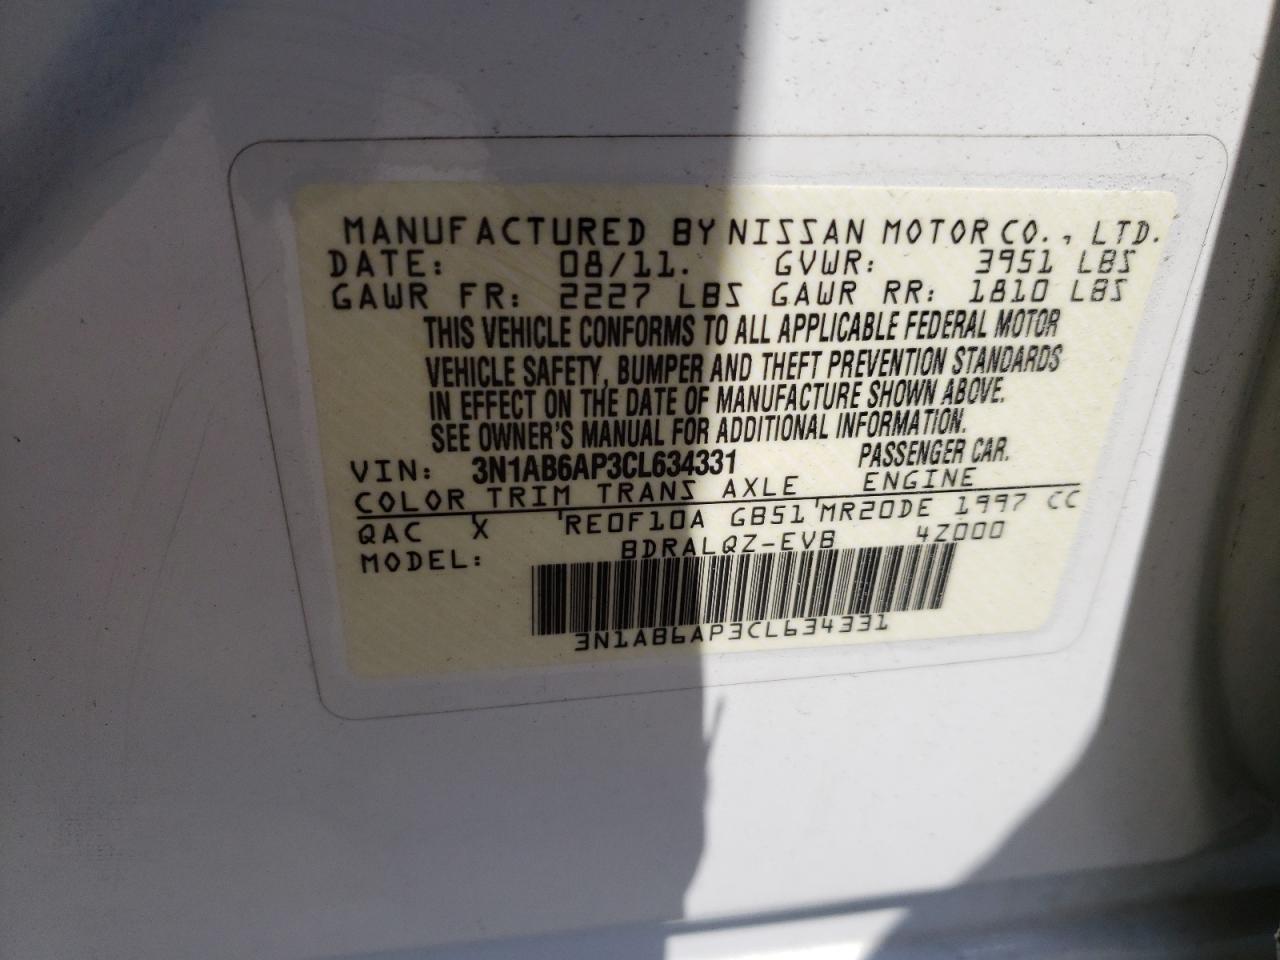 MANUFACTURED BY NISSAN MOTOR CO., LTD.
DATE: 08/11. GVWR: 3951 LBS
GAWR FR: 2227 LBS GAWR RR: 1810 LBS
THIS VEHICLE CONFORMS TO ALL APPLICABLE FEDERAL MOTOR
VEHICLE SAFETY, BUMPER AND THEFT PREVENTION STANDARDS
IN EFFECT ON THE DATE OF MANUFACTURE SHOWN ABOVE.
SEE OWNER'S MANUAL FOR ADDITIONAL INFORMATION.
VIN: 3N1AB6AP3CL634331 PASSENGER CAR.
COLOR TRIM TRANS AXLE ENGINE
QAC X RE0F10A GB51 MR20DE 1997 CC
MODEL: BDRALQZ-EVB 4Z000
3N1AB6AP3CL634331